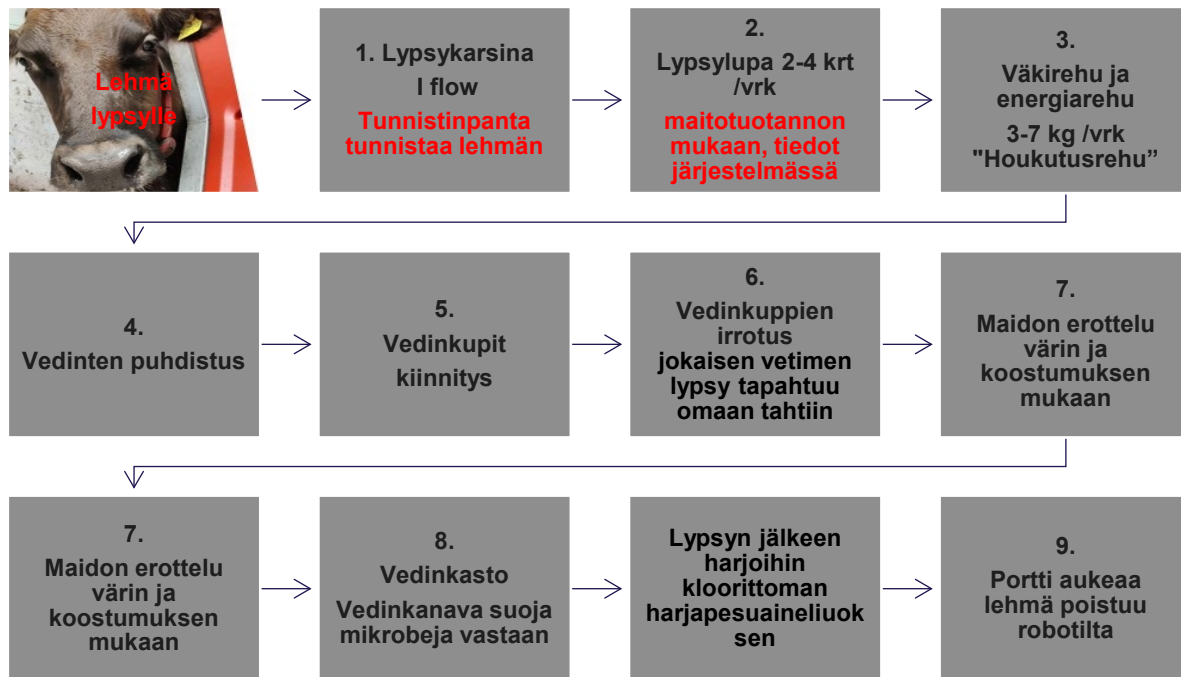 Lehmä
lypsylle
1. Lypsykarsina
I flow
Tunnistinpanta
tunnistaa lehmän
2.
Lypsylupa 2-4 krt
/vrk
maitotuotannon
mukaan, tiedot
järjestelmässä
3.
Väkirehu ja
energiarehu
3-7 kg /vrk
"Houkutusrehu”
4.
Vedinten puhdistus
5.
Vedinkupit
kiinnitys
6.
Vedinkuppien
irrotus
jokaisen vetimen
lypsy tapahtuu
omaan tahtiin
7.
Maidon erottelu
värin ja
koostumuksen
mukaan
7.
Maidon erottelu
värin ja
koostumuksen
mukaan
8.
Vedinkasto
Vedinkanava suoja
mikrobeja vastaan
Lypsyn jälkeen
harjoihin
kloorittoman
harjapesuaineliuok
sen
9.
Portti aukeaa
lehmä poistuu
robotilta